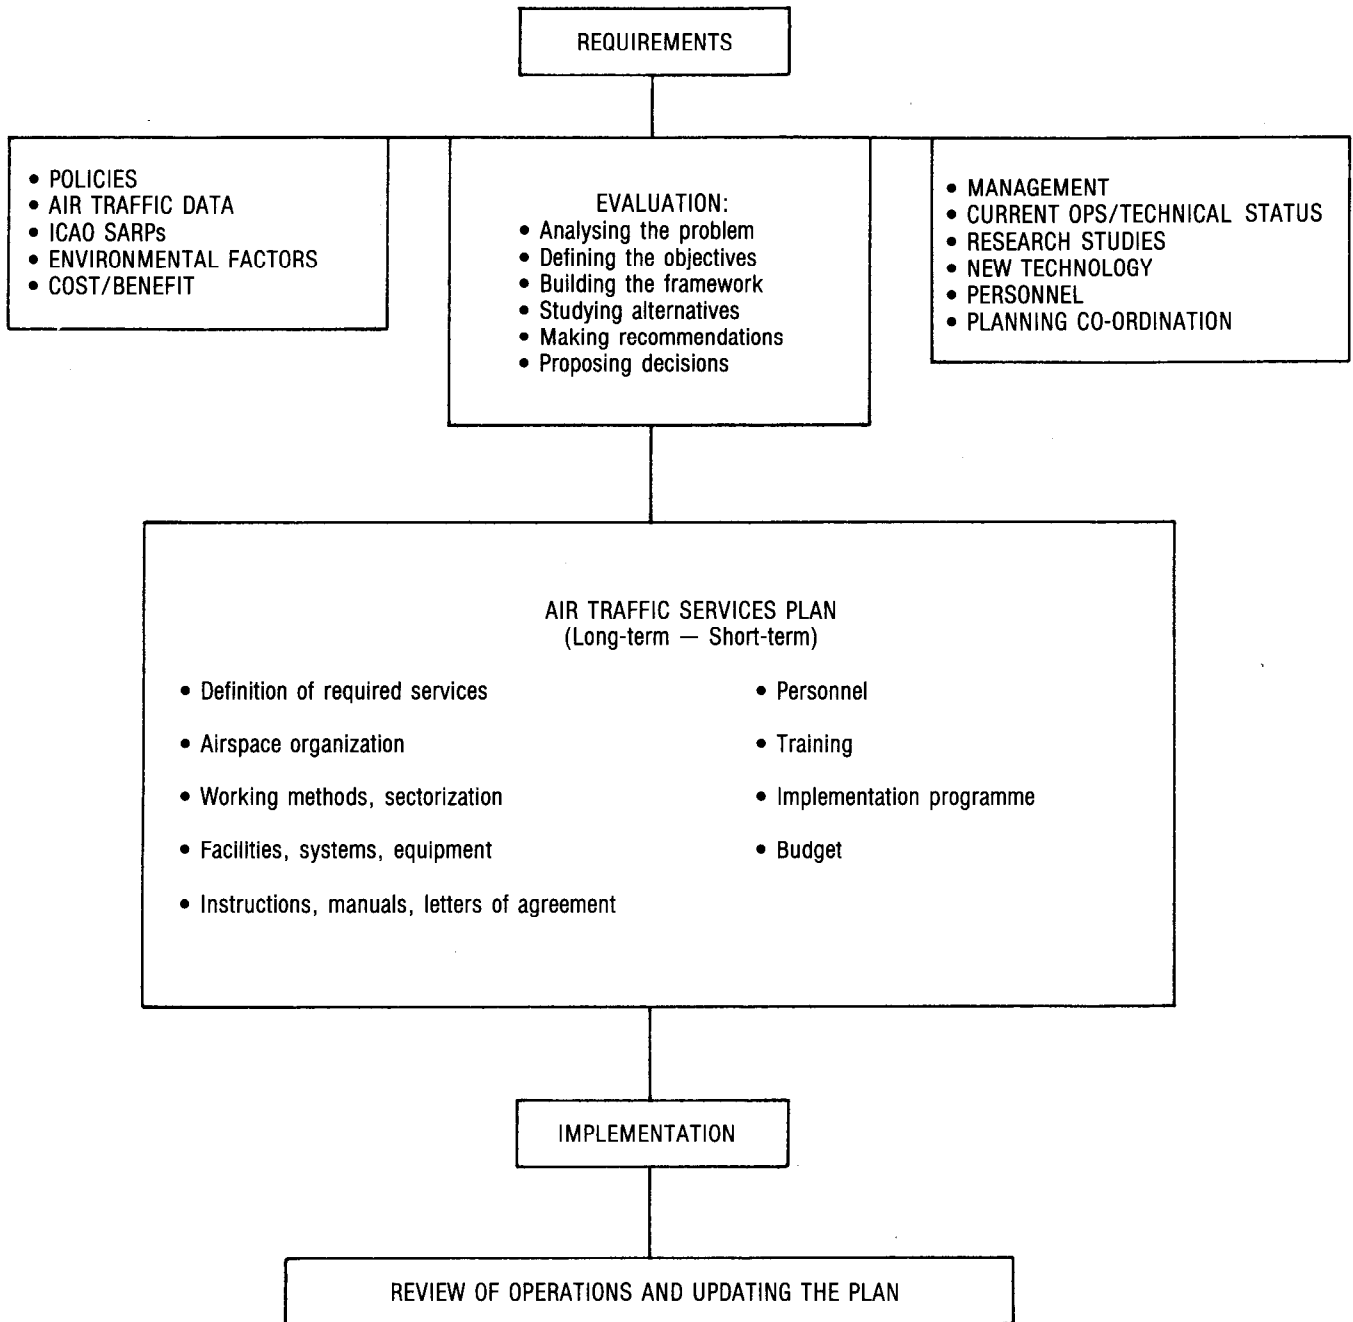 REQUIREMENTS
• POLICIES
• AIR TRAFFIC DATA
• ICAO SARPs
• ENVIRONMENTAL FACTORS
• COST/BENEFIT
EVALUATION:
• Analysing the problem
• Defining the objectives
• Building the framework
• Studying alternatives
• Making recommendations
• Proposing decisions
• MANAGEMENT
• CURRENT OPS/TECHNICAL STATUS
• RESEARCH STUDIES
• NEW TECHNOLOGY
• PERSONNEL
• PLANNING CO-ORDINATION
AIR TRAFFIC SERVICES PLAN
(Long-term — Short-term)
• Definition of required services
• Airspace organization
• Working methods, sectorization
• Facilities, systems, equipment
• Instructions, manuals, letters of agreement
• Personnel
• Training
• Implementation programme
• Budget
IMPLEMENTATION
REVIEW OF OPERATIONS AND UPDATING THE PLAN